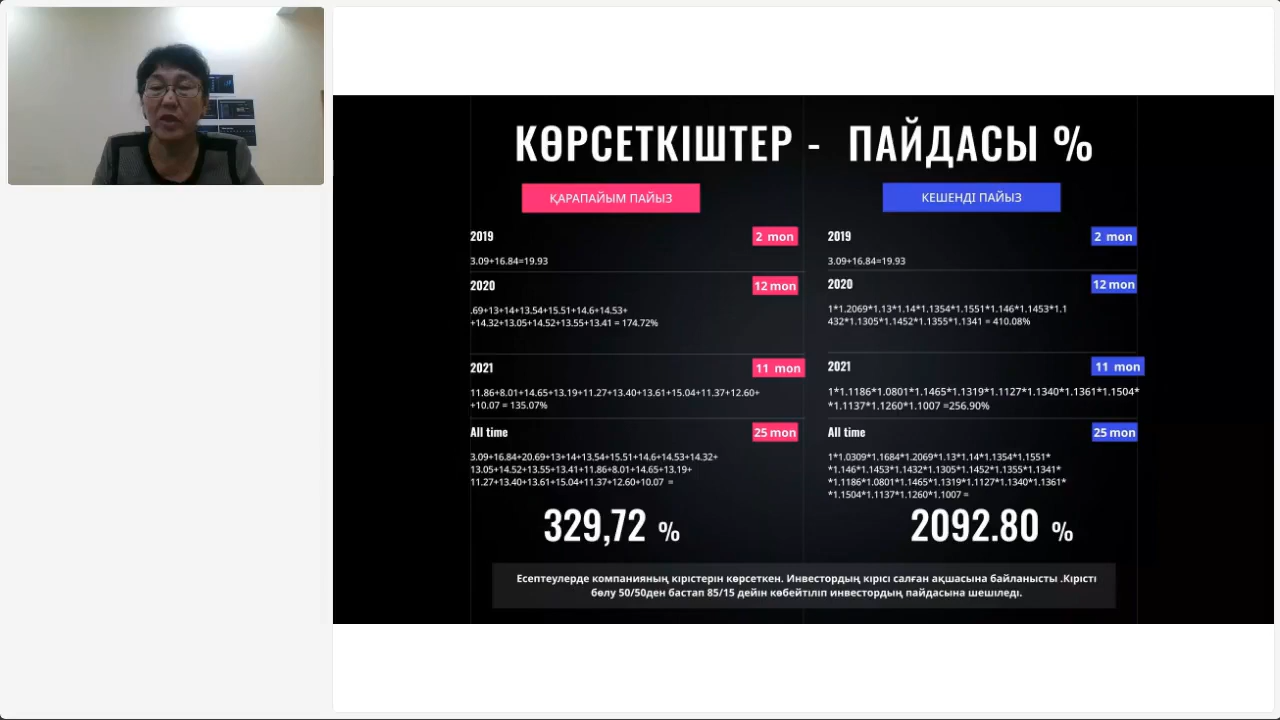 КӨРСЕТКІШТЕР - ПАЙДАСЫ %
ҚАРАПАЙЫМ ПАЙЫЗ
2019 2 mon
3.09+16.84=19.93
2020 12 mon
.69+13+14+13.54+15.51+14.6+14.53+
+14.32+13.05+14.52+13.55+13.41 = 174.72%
2021 11 mon
11.86+8.01+14.65+13.19+11.27+13.40+13.61+15.04+11.37+12.60+
+10.07 = 135.07%
All time 25 mon
3.09+16.84+20.69+13+14+13.54+15.51+14.6+14.53+14.32+
13.05+14.52+13.55+13.41+11.86+8.01+14.65+13.19+
11.27+13.40+13.61+15.04+11.37+12.60+10.07 =
329,72 %
КЕШЕНДІ ПАЙЫЗ
2019 2 mon
3.09+16.84=19.93
2020 12 mon
1*1.2069*1.13*1.14*1.1354*1.1551*1.146*1.1453*1.1
432*1.1305*1.1452*1.1355*1.1341 = 410.08%
2021 11 mon
1*1.1186*1.0801*1.1465*1.1319*1.1127*1.1340*1.1361*1.1504*
*1.1137*1.1260*1.1007 =256.90%
All time 25 mon
1*1.0309*1.1684*1.2069*1.13*1.14*1.1354*1.1551*
*1.146*1.1453*1.1432*1.1305*1.1452*1.1355*1.1341*
*1.1186*1.0801*1.1465*1.1319*1.1127*1.1340*1.1361*
*1.1504*1.1137*1.1260*1.1007 =
2092.80 %
Есептеулерде компанияның кірістерін көрсеткен. Инвестордың кірісі салған ақшасына байланысты .Кірісті
бөлу 50/50ден бастап 85/15 дейін көбейтіліп инвестордың пайдасына шешіледі.